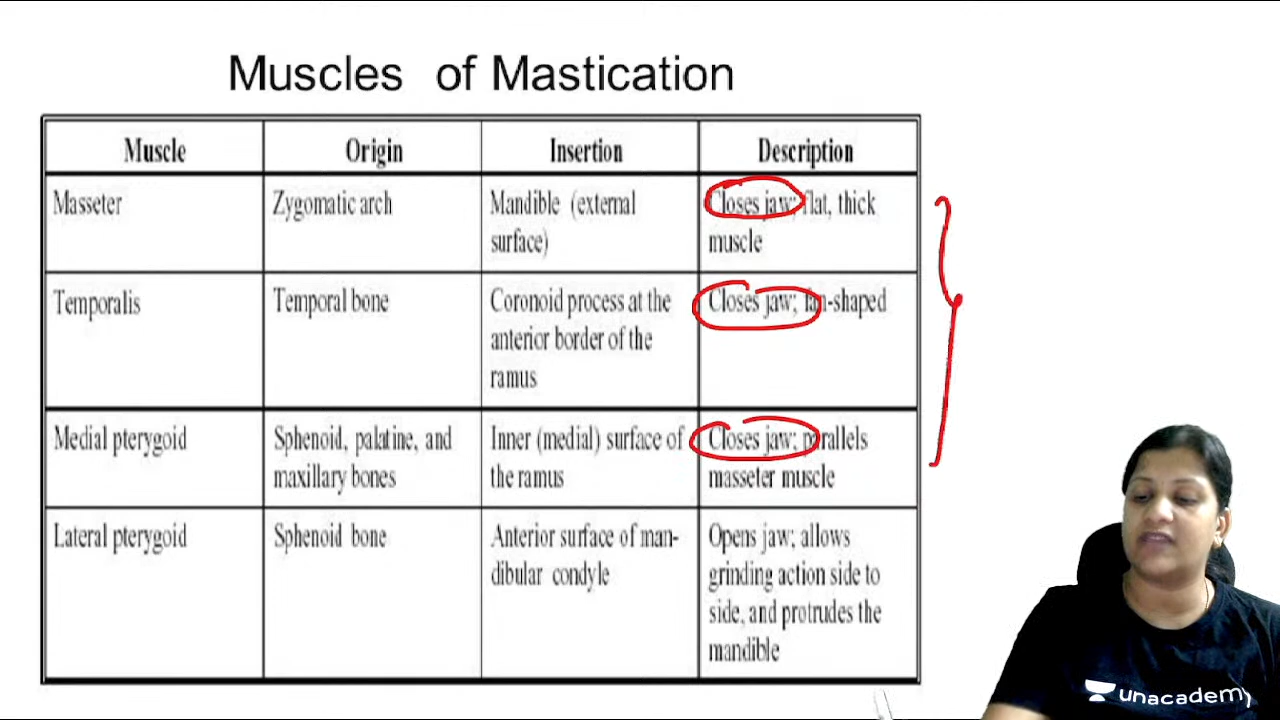 Muscles of Mastication
Muscle Origin Insertion Description
Masseter Zygomatic arch Mandible (external surface) Closes jaw; flat, thick muscle
Temporalis Temporal bone Coronoid process at the anterior border of the ramus Closes jaw; fan-shaped
Medial pterygoid Sphenoid, palatine, and maxillary bones Inner (medial) surface of the ramus Closes jaw; parallels masseter muscle
Lateral pterygoid Sphenoid bone Anterior surface of man-dibular condyle Opens jaw; allows grinding action side to side, and protrudes the mandible
unacademy